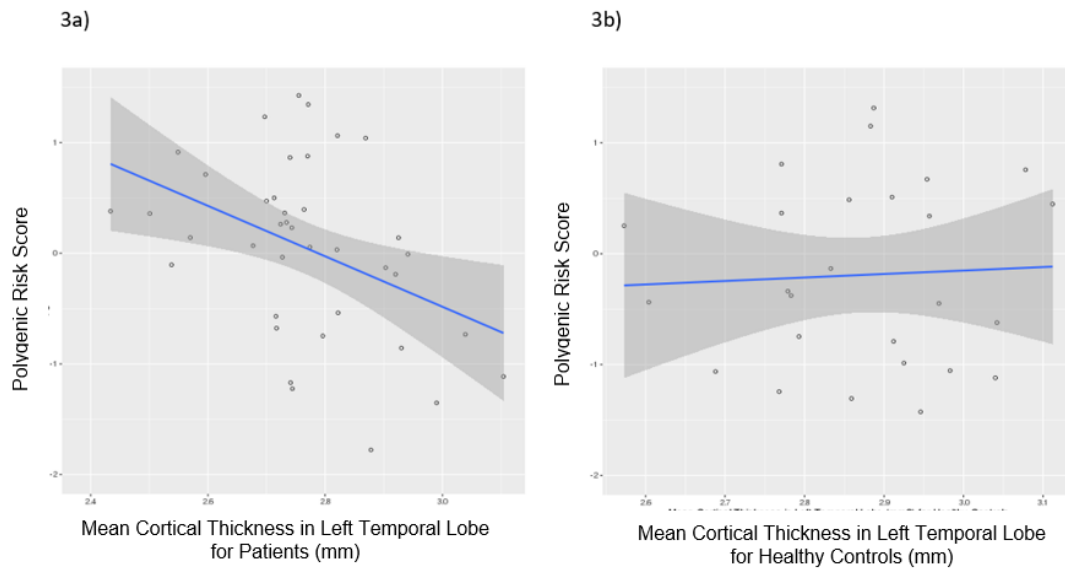 3a)
3b)
Polygenic Risk Score
1
0
-1
-2
2.4
2.6
2.8
3.0
Mean Cortical Thickness in Left Temporal Lobe
for Patients (mm)
Polygenic Risk Score
1
0
-1
-2
2.6
2.7
2.8
2.9
3.0
3.1
Mean Cortical Thickness in Left Temporal Lobe
for Healthy Controls (mm)